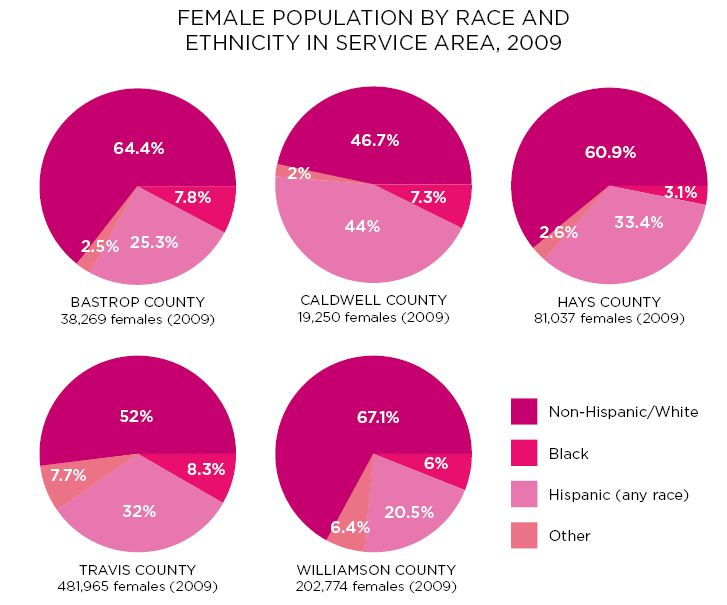 FEMALE POPULATION BY RACE AND
ETHNICITY IN SERVICE AREA, 2009
64.4%
7.8%
2.5%
25.3%
BASTROP COUNTY
38,269 females (2009)
46.7%
2%
7.3%
44%
CALDWELL COUNTY
19,250 females (2009)
60.9%
3.1%
2.6%
33.4%
HAYS COUNTY
81,037 females (2009)
52%
7.7%
8.3%
32%
TRAVIS COUNTY
481,965 females (2009)
67.1%
6%
6.4%
20.5%
WILLIAMSON COUNTY
202,774 females (2009)
Non-Hispanic/White
Black
Hispanic (any race)
Other